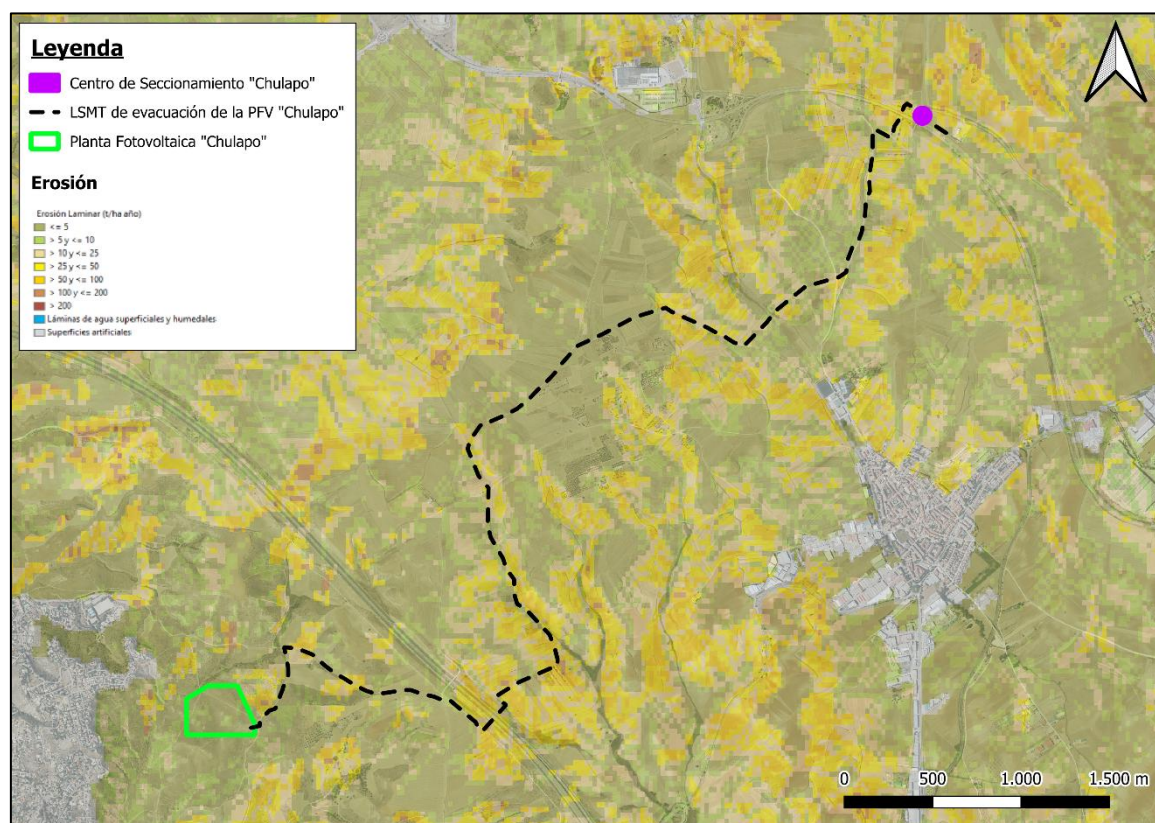 Leyenda
Centro de Seccionamiento "Chulapo"
LSMT de evacuación de la PFV "Chulapo"
Planta Fotovoltaica "Chulapo"
Erosión
Erosión Laminar (t/ha año)
<= 5
> 5 y <= 10
> 10 y <= 25
> 25 y <= 50
> 50 y <= 100
> 100 y <= 200
> 200
Láminas de agua superficiales y humedales
Superficies artificiales
0 500 1.000 1.500 m